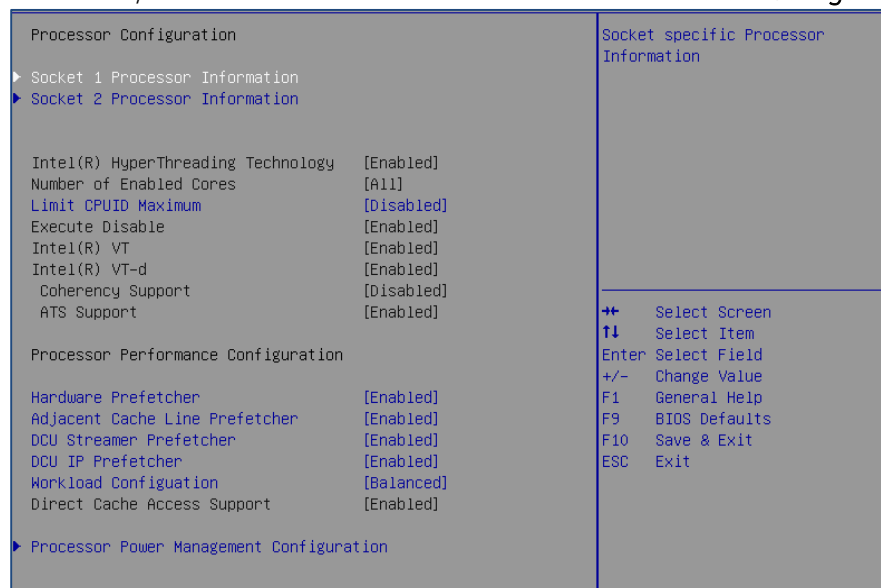 Processor Configuration
Socket 1 Processor Information
Socket 2 Processor Information
Intel(R) HyperThreading Technology [Enabled]
Number of Enabled Cores [All]
Limit CPUID Maximum [Disabled]
Execute Disable [Enabled]
Intel(R) VT [Enabled]
Intel(R) VT-d [Enabled]
Coherency Support [Disabled]
ATS Support [Enabled]
Processor Performance Configuration
Hardware Prefetcher [Enabled]
Adjacent Cache Line Prefetcher [Enabled]
DCU Streamer Prefetcher [Enabled]
DCU IP Prefetcher [Enabled]
Workload Configuation [Balanced]
Direct Cache Access Support [Enabled]
Processor Power Management Configuration
Socket specific Processor
Information
→← Select Screen
↑↓ Select Item
Enter Select Field
+/- Change Value
F1 General Help
F9 BIOS Defaults
F10 Save & Exit
ESC Exit